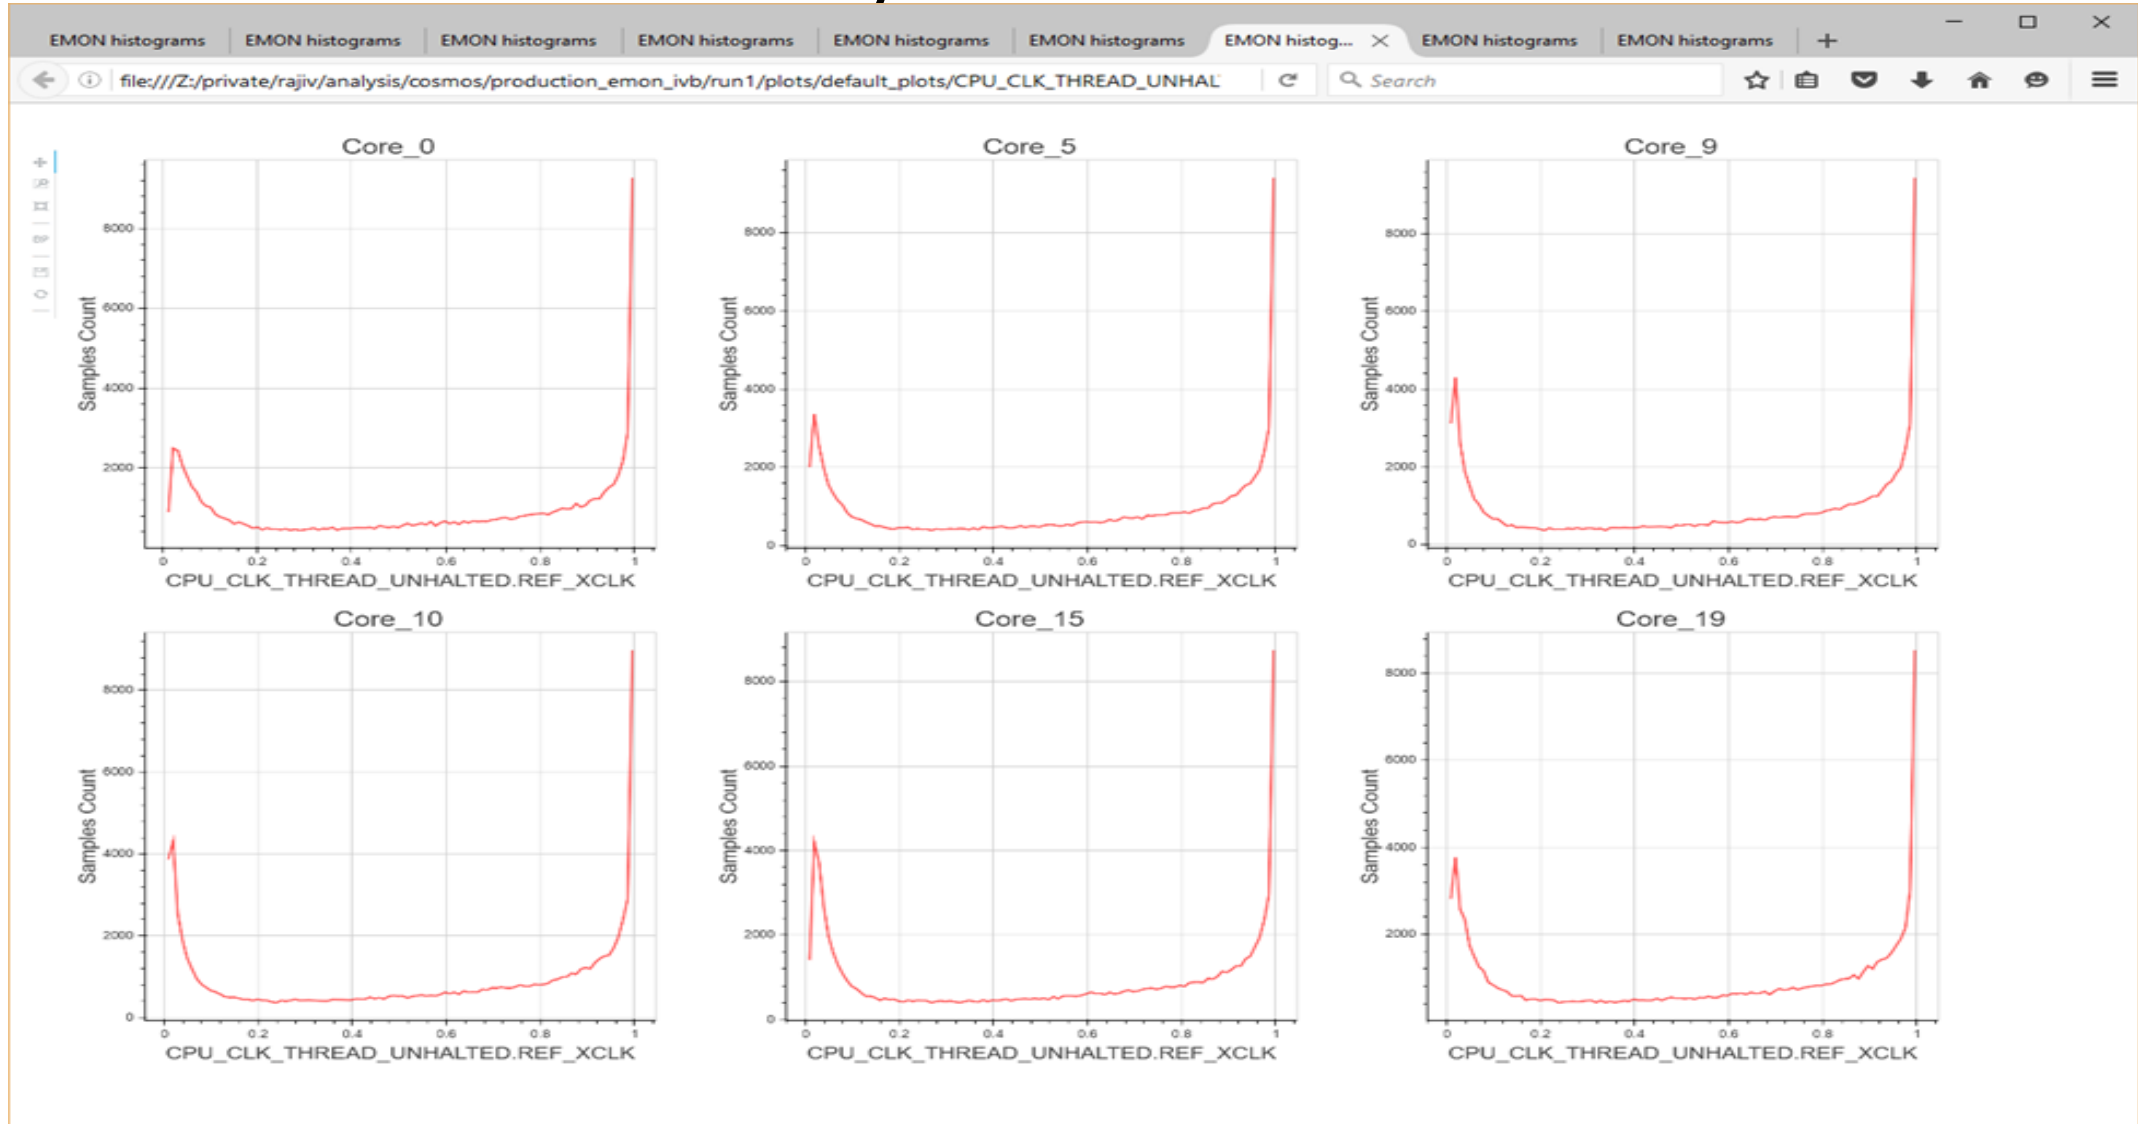 EMON histograms EMON histograms EMON histograms EMON histograms EMON histograms EMON histograms EMON histog... EMON histograms EMON histograms
file:///Z:/private/rajiv/analysis/cosmos/production_emon_ivb/run1/plots/default_plots/CPU_CLK_THREAD_UNHAL Search
Core_0 Core_5 Core_9
Samples Count Samples Count Samples Count
8000 8000 8000
6000 6000 6000
4000 4000 4000
2000 2000 2000
0 0
0 0.2 0.4 0.6 0.8 1 0 0.2 0.4 0.6 0.8 1 0 0.2 0.4 0.6 0.8 1
CPU_CLK_THREAD_UNHALTED.REF_XCLK CPU_CLK_THREAD_UNHALTED.REF_XCLK CPU_CLK_THREAD_UNHALTED.REF_XCLK
Core_10 Core_15 Core_19
Samples Count Samples Count Samples Count
8000 8000 8000
6000 6000 6000
4000 4000 4000
2000 2000 2000
0 0
0 0.2 0.4 0.6 0.8 1 0 0.2 0.4 0.6 0.8 1 0 0.2 0.4 0.6 0.8 1
CPU_CLK_THREAD_UNHALTED.REF_XCLK CPU_CLK_THREAD_UNHALTED.REF_XCLK CPU_CLK_THREAD_UNHALTED.REF_XCLK